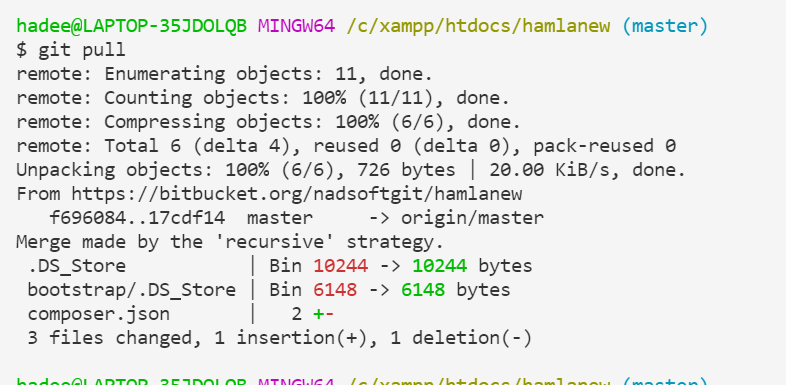 hadee@LAPTOP-35JDOLQB MINGW64 /c/xampp/htdocs/hamlanew (master)
$ git pull
remote: Enumerating objects: 11, done.
remote: Counting objects: 100% (11/11), done.
remote: Compressing objects: 100% (6/6), done.
remote: Total 6 (delta 4), reused 0 (delta 0), pack-reused 0
Unpacking objects: 100% (6/6), 726 bytes | 20.00 KiB/s, done.
From https://bitbucket.org/nadsoftgit/hamlanew
   f696084..17cdf14  master     -> origin/master
Merge made by the 'recursive' strategy.
 .DS_Store           | Bin 10244 -> 10244 bytes
 bootstrap/.DS_Store | Bin 6148 -> 6148 bytes
 composer.json       |   2 +-
 3 files changed, 1 insertion(+), 1 deletion(-)
hadee@LAPTOP-35JDOLQB MINGW64 /c/xampp/htdocs/hamlanew (master)